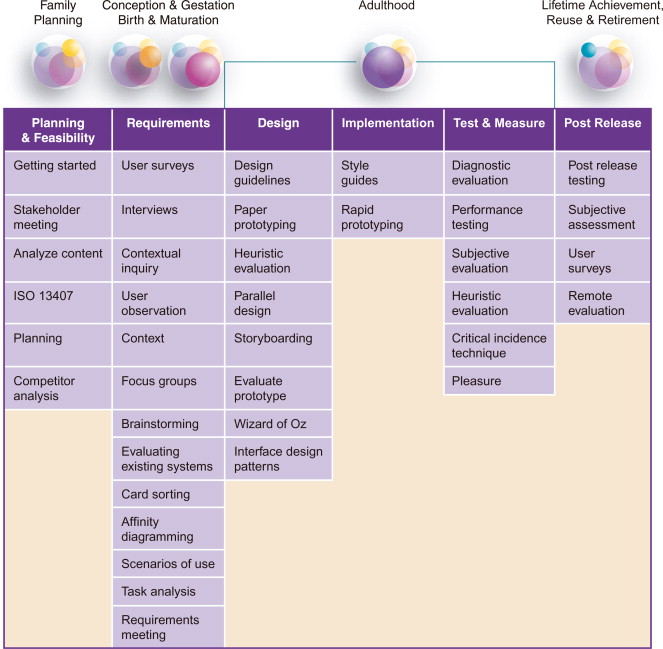 Family
Planning
Conception & Gestation
Birth & Maturation
Adulthood
Lifetime Achievement,
Reuse & Retirement
Planning
& Feasibility
Requirements
Design
Implementation
Test & Measure
Post Release
Getting started
User surveys
Design
guidelines
Style
guides
Diagnostic
evaluation
Post release
testing
Stakeholder
meeting
Interviews
Paper
prototyping
Rapid
prototyping
Performance
testing
Subjective
assessment
Analyze content
Contextual
inquiry
Heuristic
evaluation
Subjective
evaluation
User
surveys
ISO 13407
User
observation
Parallel
design
Heuristic
evaluation
Remote
evaluation
Planning
Context
Storyboarding
Critical incidence
technique
Competitor
analysis
Focus groups
Evaluate
prototype
Pleasure
Brainstorming
Wizard of Oz
Evaluating
existing systems
Interface design
patterns
Card sorting
Affinity
diagramming
Scenarios of use
Task analysis
Requirements
meeting